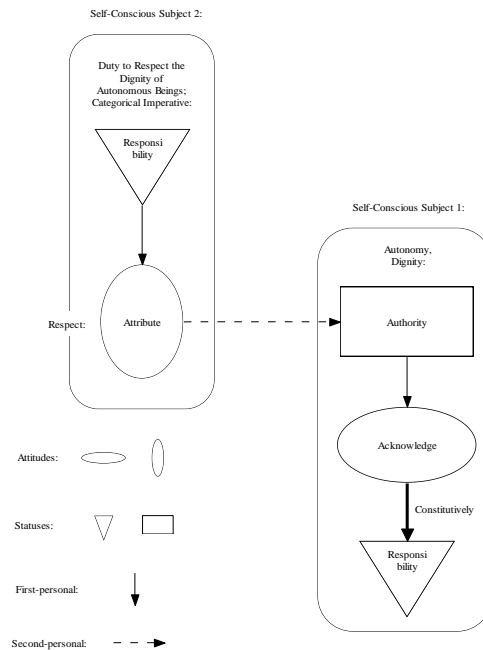 Self-Conscious Subject 2:
Duty to Respect the
Dignity of
Autonomous Beings;
Categorical Imperative:
Responsi
bility
Respect:
Attribute
Self-Conscious Subject 1:
Autonomy,
Dignity:
Authority
Acknowledge
Constitutively
Responsi
bility
Attitudes:
Statuses:
First-personal:
Second-personal: